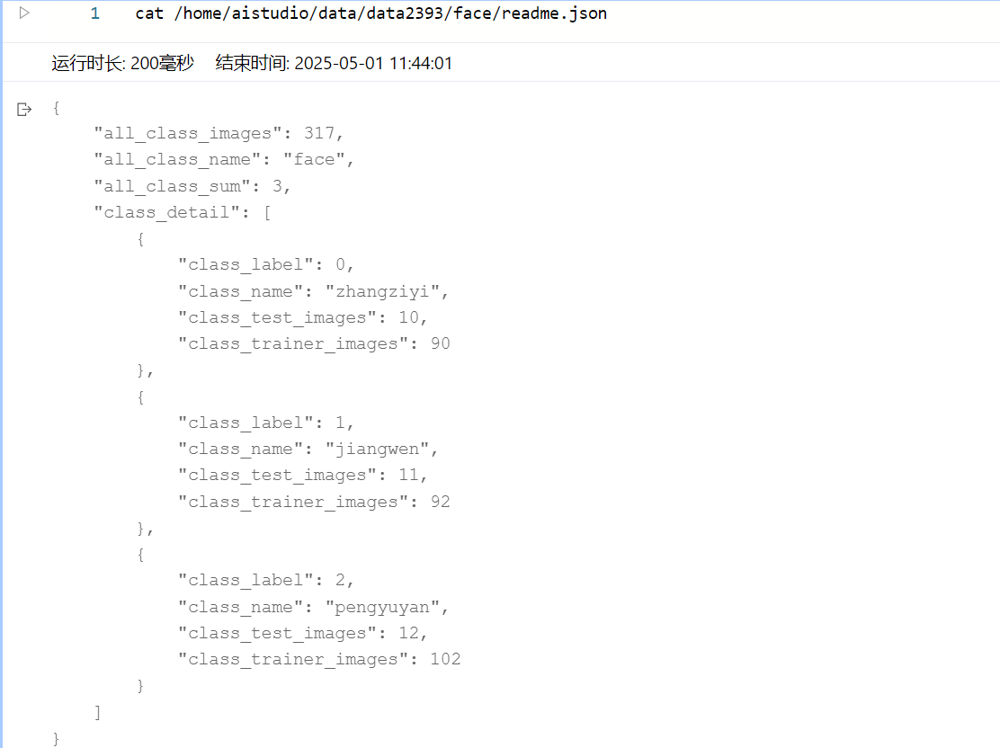 1 cat /home/aistudio/data/data2393/face/readme.json
运行时长: 200毫秒 结束时间: 2025-05-01 11:44:01
{
    "all_class_images": 317,
    "all_class_name": "face",
    "all_class_sum": 3,
    "class_detail": [
        {
            "class_label": 0,
            "class_name": "zhangziyi",
            "class_test_images": 10,
            "class_trainer_images": 90
        },
        {
            "class_label": 1,
            "class_name": "jiangwen",
            "class_test_images": 11,
            "class_trainer_images": 92
        },
        {
            "class_label": 2,
            "class_name": "pengyuyan",
            "class_test_images": 12,
            "class_trainer_images": 102
        }
    ]
}